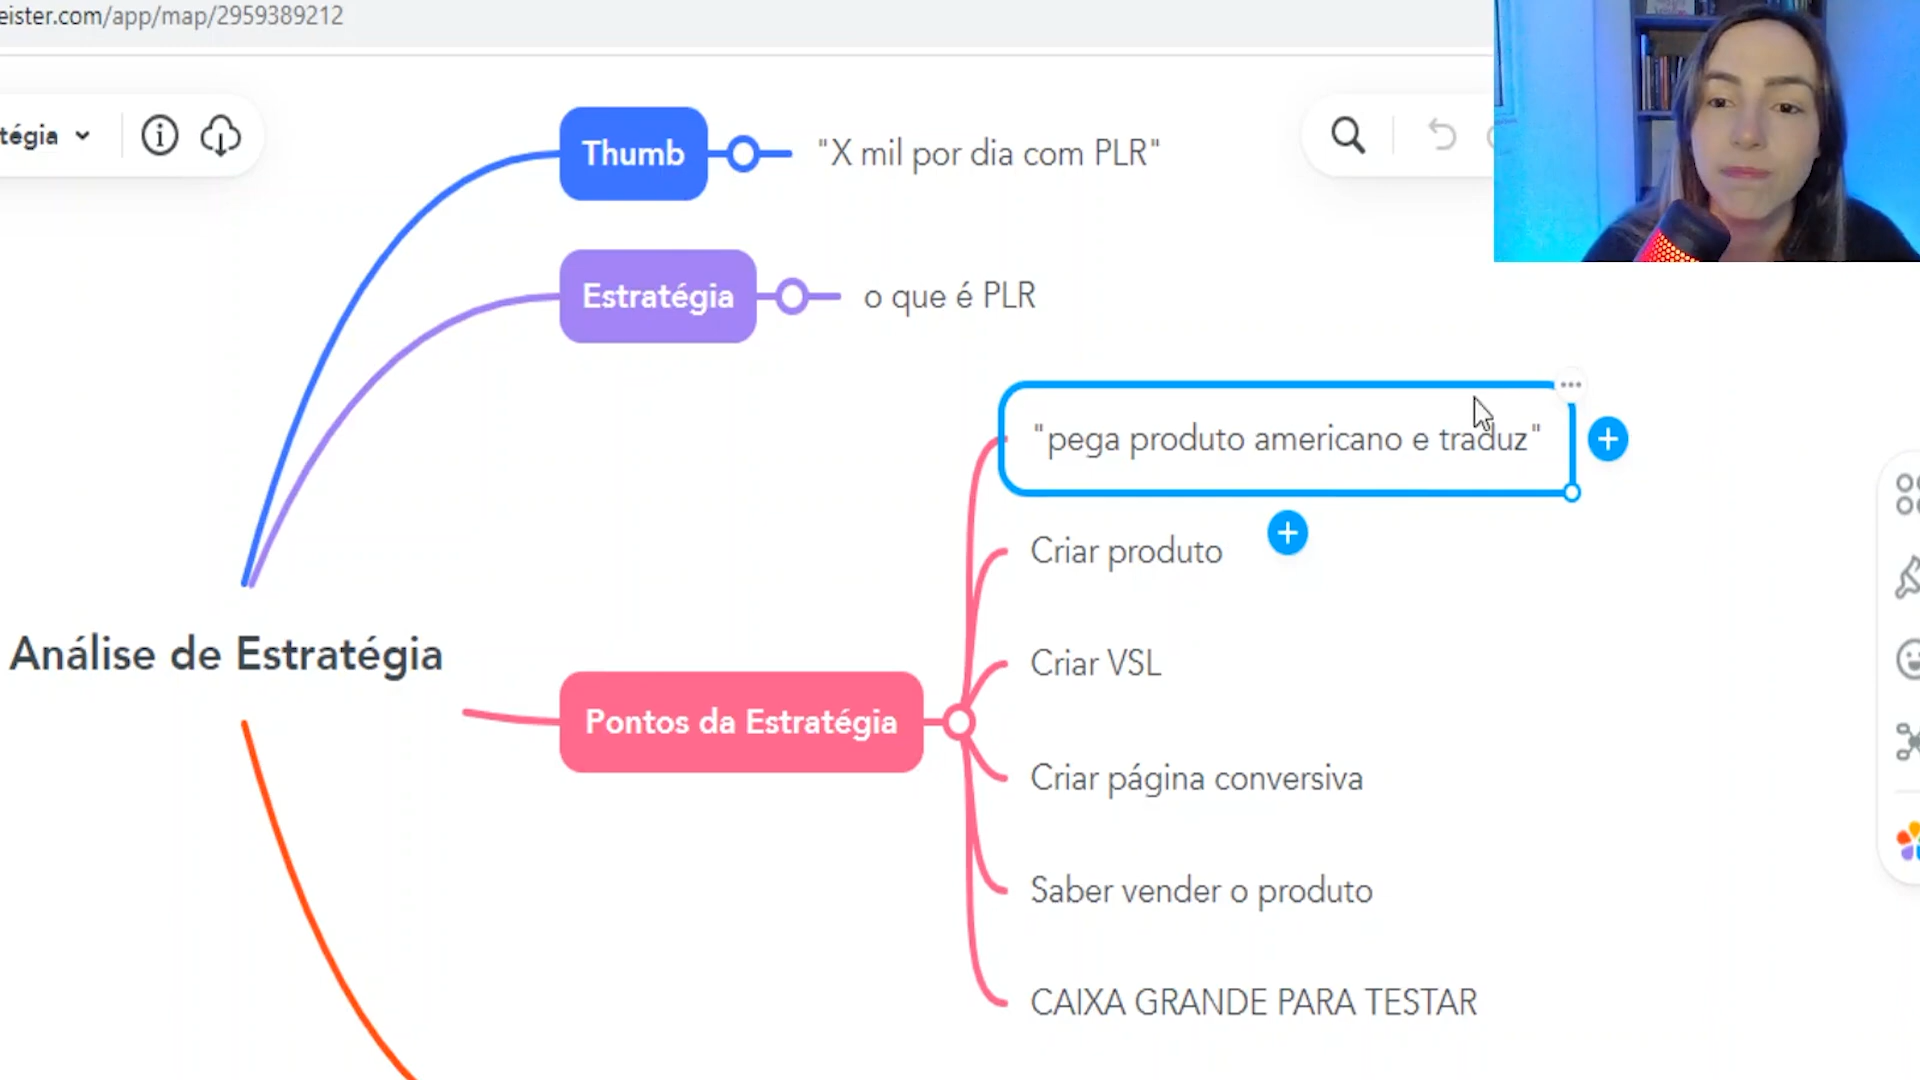 eister.com/app/map/2959389212
tégia
Thumb
"X mil por dia com PLR"
Estratégia
o que é PLR
"pega produto americano e traduz"
Criar produto
Análise de Estratégia
Criar VSL
Pontos da Estratégia
Criar página conversiva
Saber vender o produto
CAIXA GRANDE PARA TESTAR